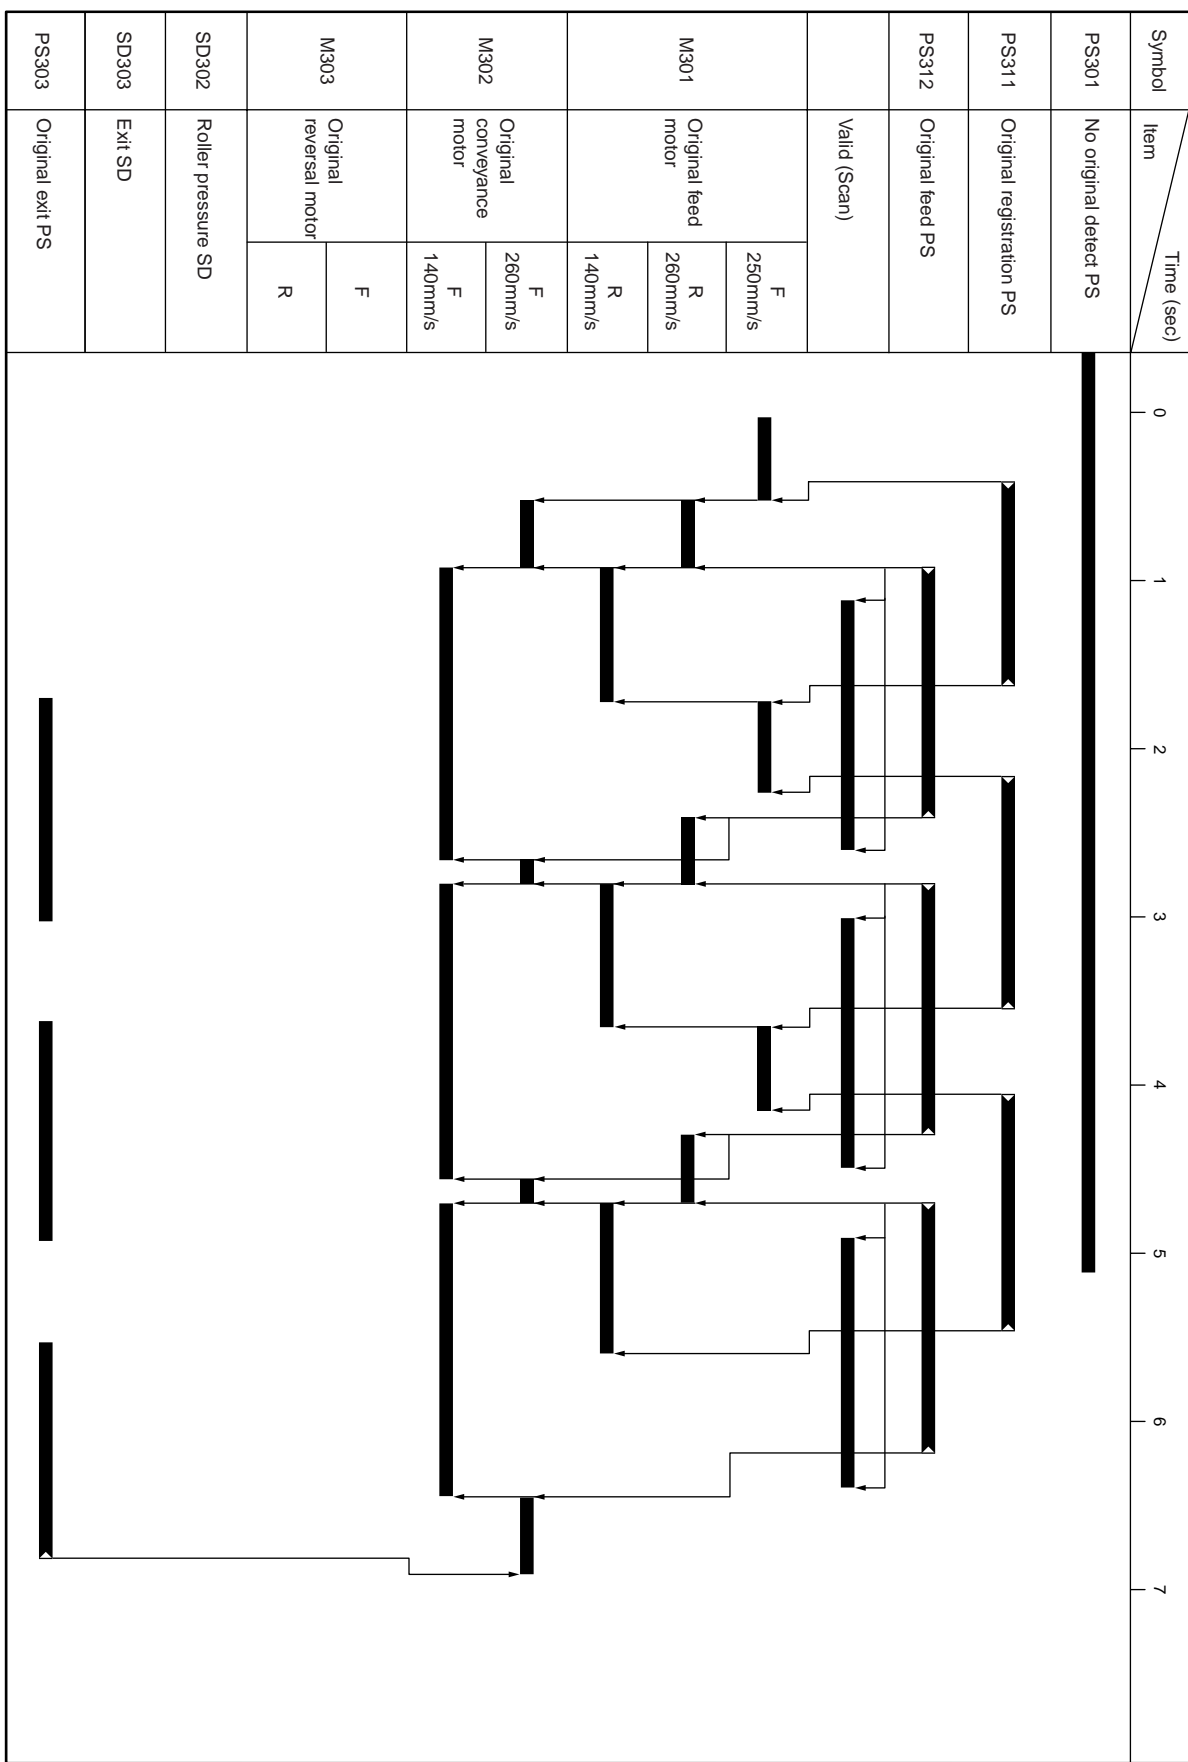 Symbol
Item
Time (sec)
0
1
2
3
4
5
6
7
PS301
No original detect PS
PS311
Original registration PS
PS312
Original feed PS
Valid (Scan)
M301
Original feed
motor
F
250mm/s
R
260mm/s
R
140mm/s
M302
Original
conveyance
motor
F
260mm/s
F
140mm/s
M303
Original
reversal motor
F
R
SD302
Roller pressure SD
SD303
Exit SD
PS303
Original exit PS